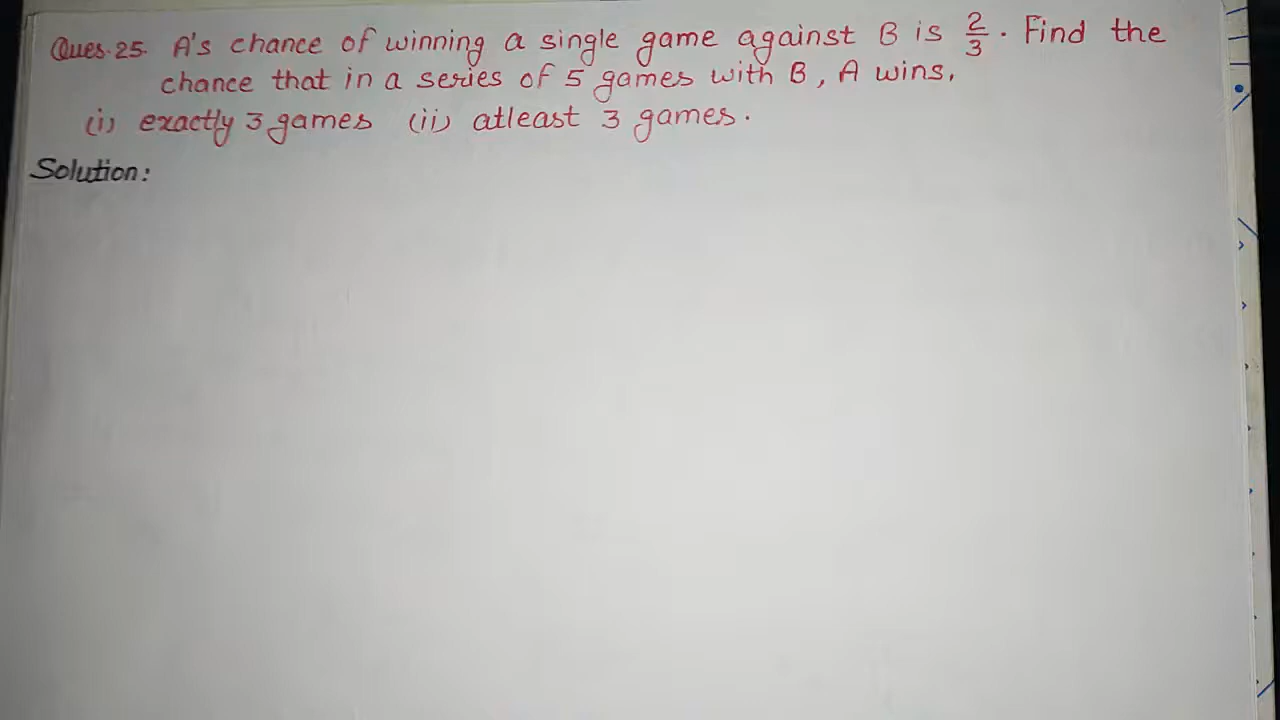 Ques.25. A's chance of winning a single game against B is 2/3. Find the
chance that in a series of 5 games with B, A wins,
(i) exactly 3 games (ii) atleast 3 games.
Solution: